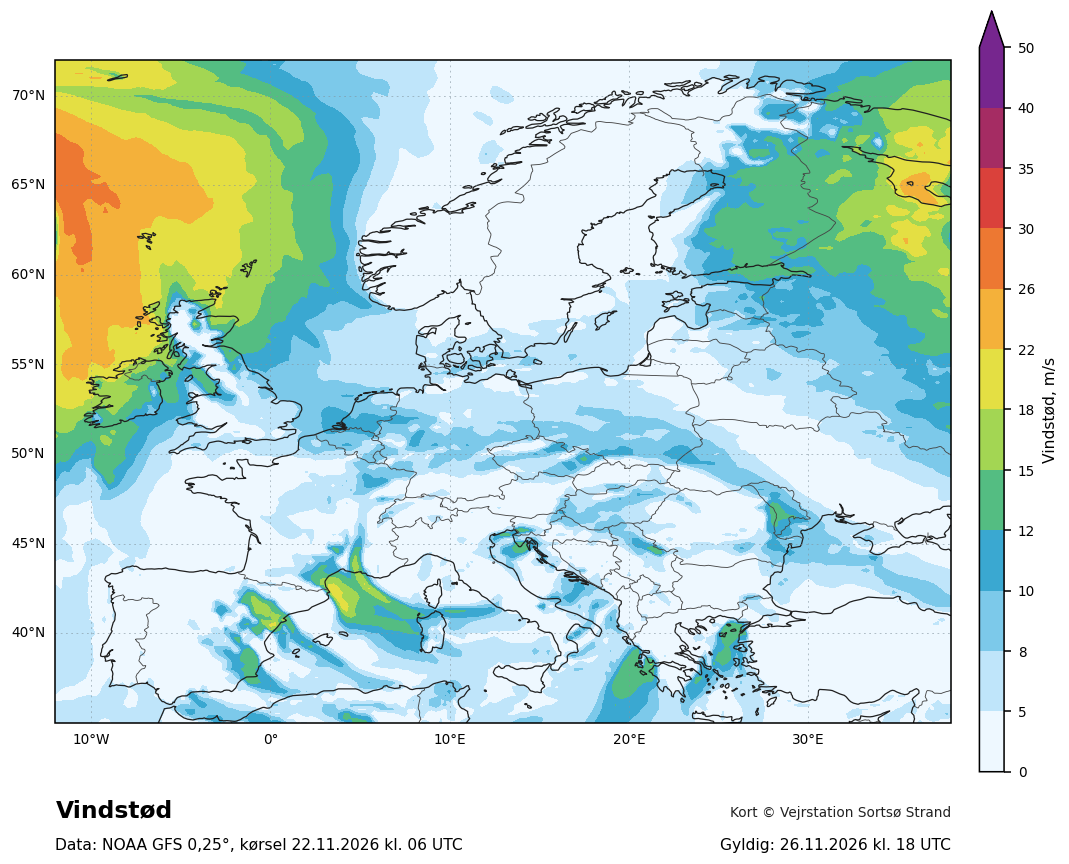 50
40
35
30
26
22
18
15
12
10
8
5
0
Vindstød, m/s
70°N
65°N
60°N
55°N
50°N
45°N
40°N
10°W
0°
10°E
20°E
30°E
Vindstød
Kort © Vejrstation Sortsø Strand
Data: NOAA GFS 0,25°, kørsel 22.11.2026 kl. 06 UTC
Gyldig: 26.11.2026 kl. 18 UTC